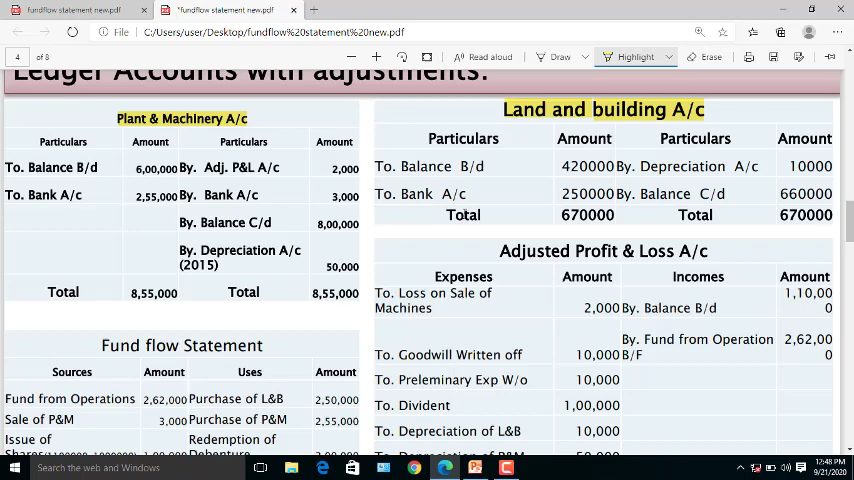 fundflow statement new.pdf
*fundflow statement new.pdf
File C:/Users/user/Desktop/fundflow%20statement%20new.pdf
4 of 8
Read aloud Draw Highlight Erase
Ledger Accounts with adjustments:
Plant & Machinery A/c
Particulars Amount Particulars Amount
To. Balance B/d 6,00,000 By. Adj. P&L A/c 2,000
To. Bank A/c 2,55,000 By. Bank A/c 3,000
By. Balance C/d 8,00,000
By. Depreciation A/c
(2015) 50,000
Total 8,55,000 Total 8,55,000
Fund flow Statement
Sources Amount Uses Amount
Fund from Operations 2,62,000 Purchase of L&B 2,50,000
Sale of P&M 3,000 Purchase of P&M 2,55,000
Issue of Redemption of
Land and building A/c
Particulars Amount Particulars Amount
To. Balance B/d 420000 By. Depreciation A/c 10000
To. Bank A/c 250000 By. Balance C/d 660000
Total 670000 Total 670000
Adjusted Profit & Loss A/c
Expenses Amount Incomes Amount
To. Loss on Sale of 1,10,00
Machines 2,000 By. Balance B/d 0
By. Fund from Operation 2,62,00
To. Goodwill Written off 10,000 B/F 0
To. Preleminary Exp W/o 10,000
To. Divident 1,00,000
To. Depreciation of L&B 10,000
Search the web and Windows
12:48 PM
9/21/2020